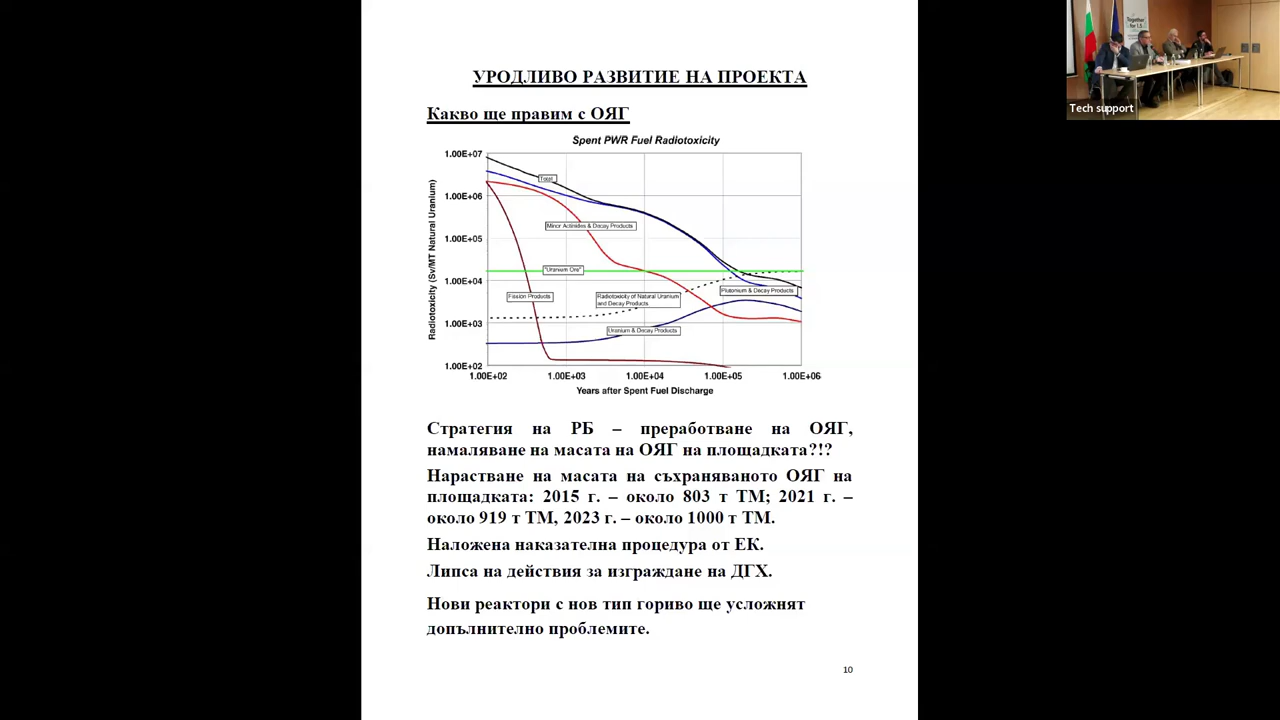 УРОДЛИВО РАЗВИТИЕ НА ПРОЕКТА
Какво ще правим с ОЯГ
Spent PWR Fuel Radiotoxicity
Radiotoxicity (Sv/MT Natural Uranium)
1.00E+07
1.00E+06
1.00E+05
1.00E+04
1.00E+03
1.00E+02
Total
Minor Actinides & Decay Products
"Uranium Ore"
Fission Products
Radiotoxicity of Natural Uranium
and Decay Products
Plutonium & Decay Products
Uranium & Decay Products
1.00E+02 1.00E+03 1.00E+04 1.00E+05 1.00E+06
Years after Spent Fuel Discharge
Стратегия на РБ – преработване на ОЯГ,
намаляване на масата на ОЯГ на площадката?!?
Нарастване на масата на съхраняваното ОЯГ на
площадката: 2015 г. – около 803 т ТМ; 2021 г. –
около 919 т ТМ, 2023 г. – около 1000 т ТМ.
Наложена наказателна процедура от ЕК.
Липса на действия за изграждане на ДГХ.
Нови реактори с нов тип гориво ще усложнят
допълнително проблемите.
10
Together
for 1.5
Tech support